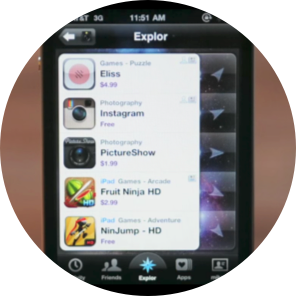 AT&T 3G 11:51 AM
Explor
Games - Puzzle
Eliss
$4.99
Photography
Instagram
Free
Photography
PictureShow
$1.99
iPad Games - Arcade
Fruit Ninja HD
$2.99
iPad Games - Adventure
NinJump - HD
Free
Friends Explor Apps